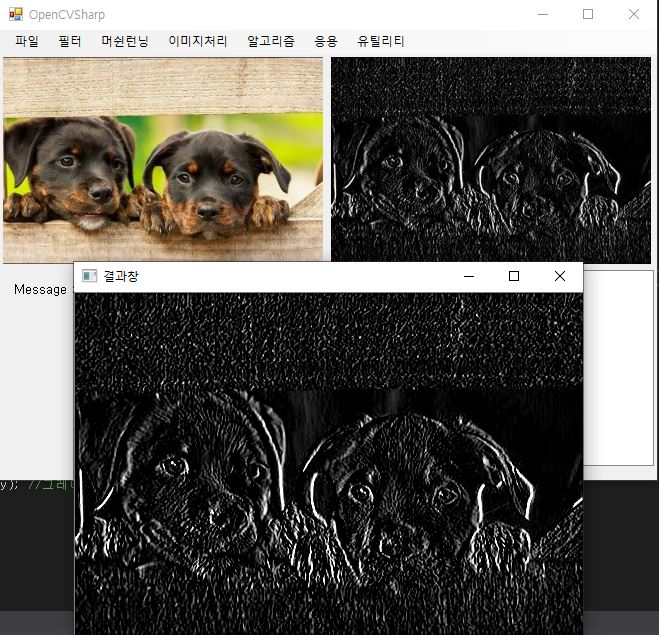 OpenCVSharp
파일 필터 머쉰런닝 이미지처리 알고리즘 응용 유틸리티
결과창
Message :
y); //그레